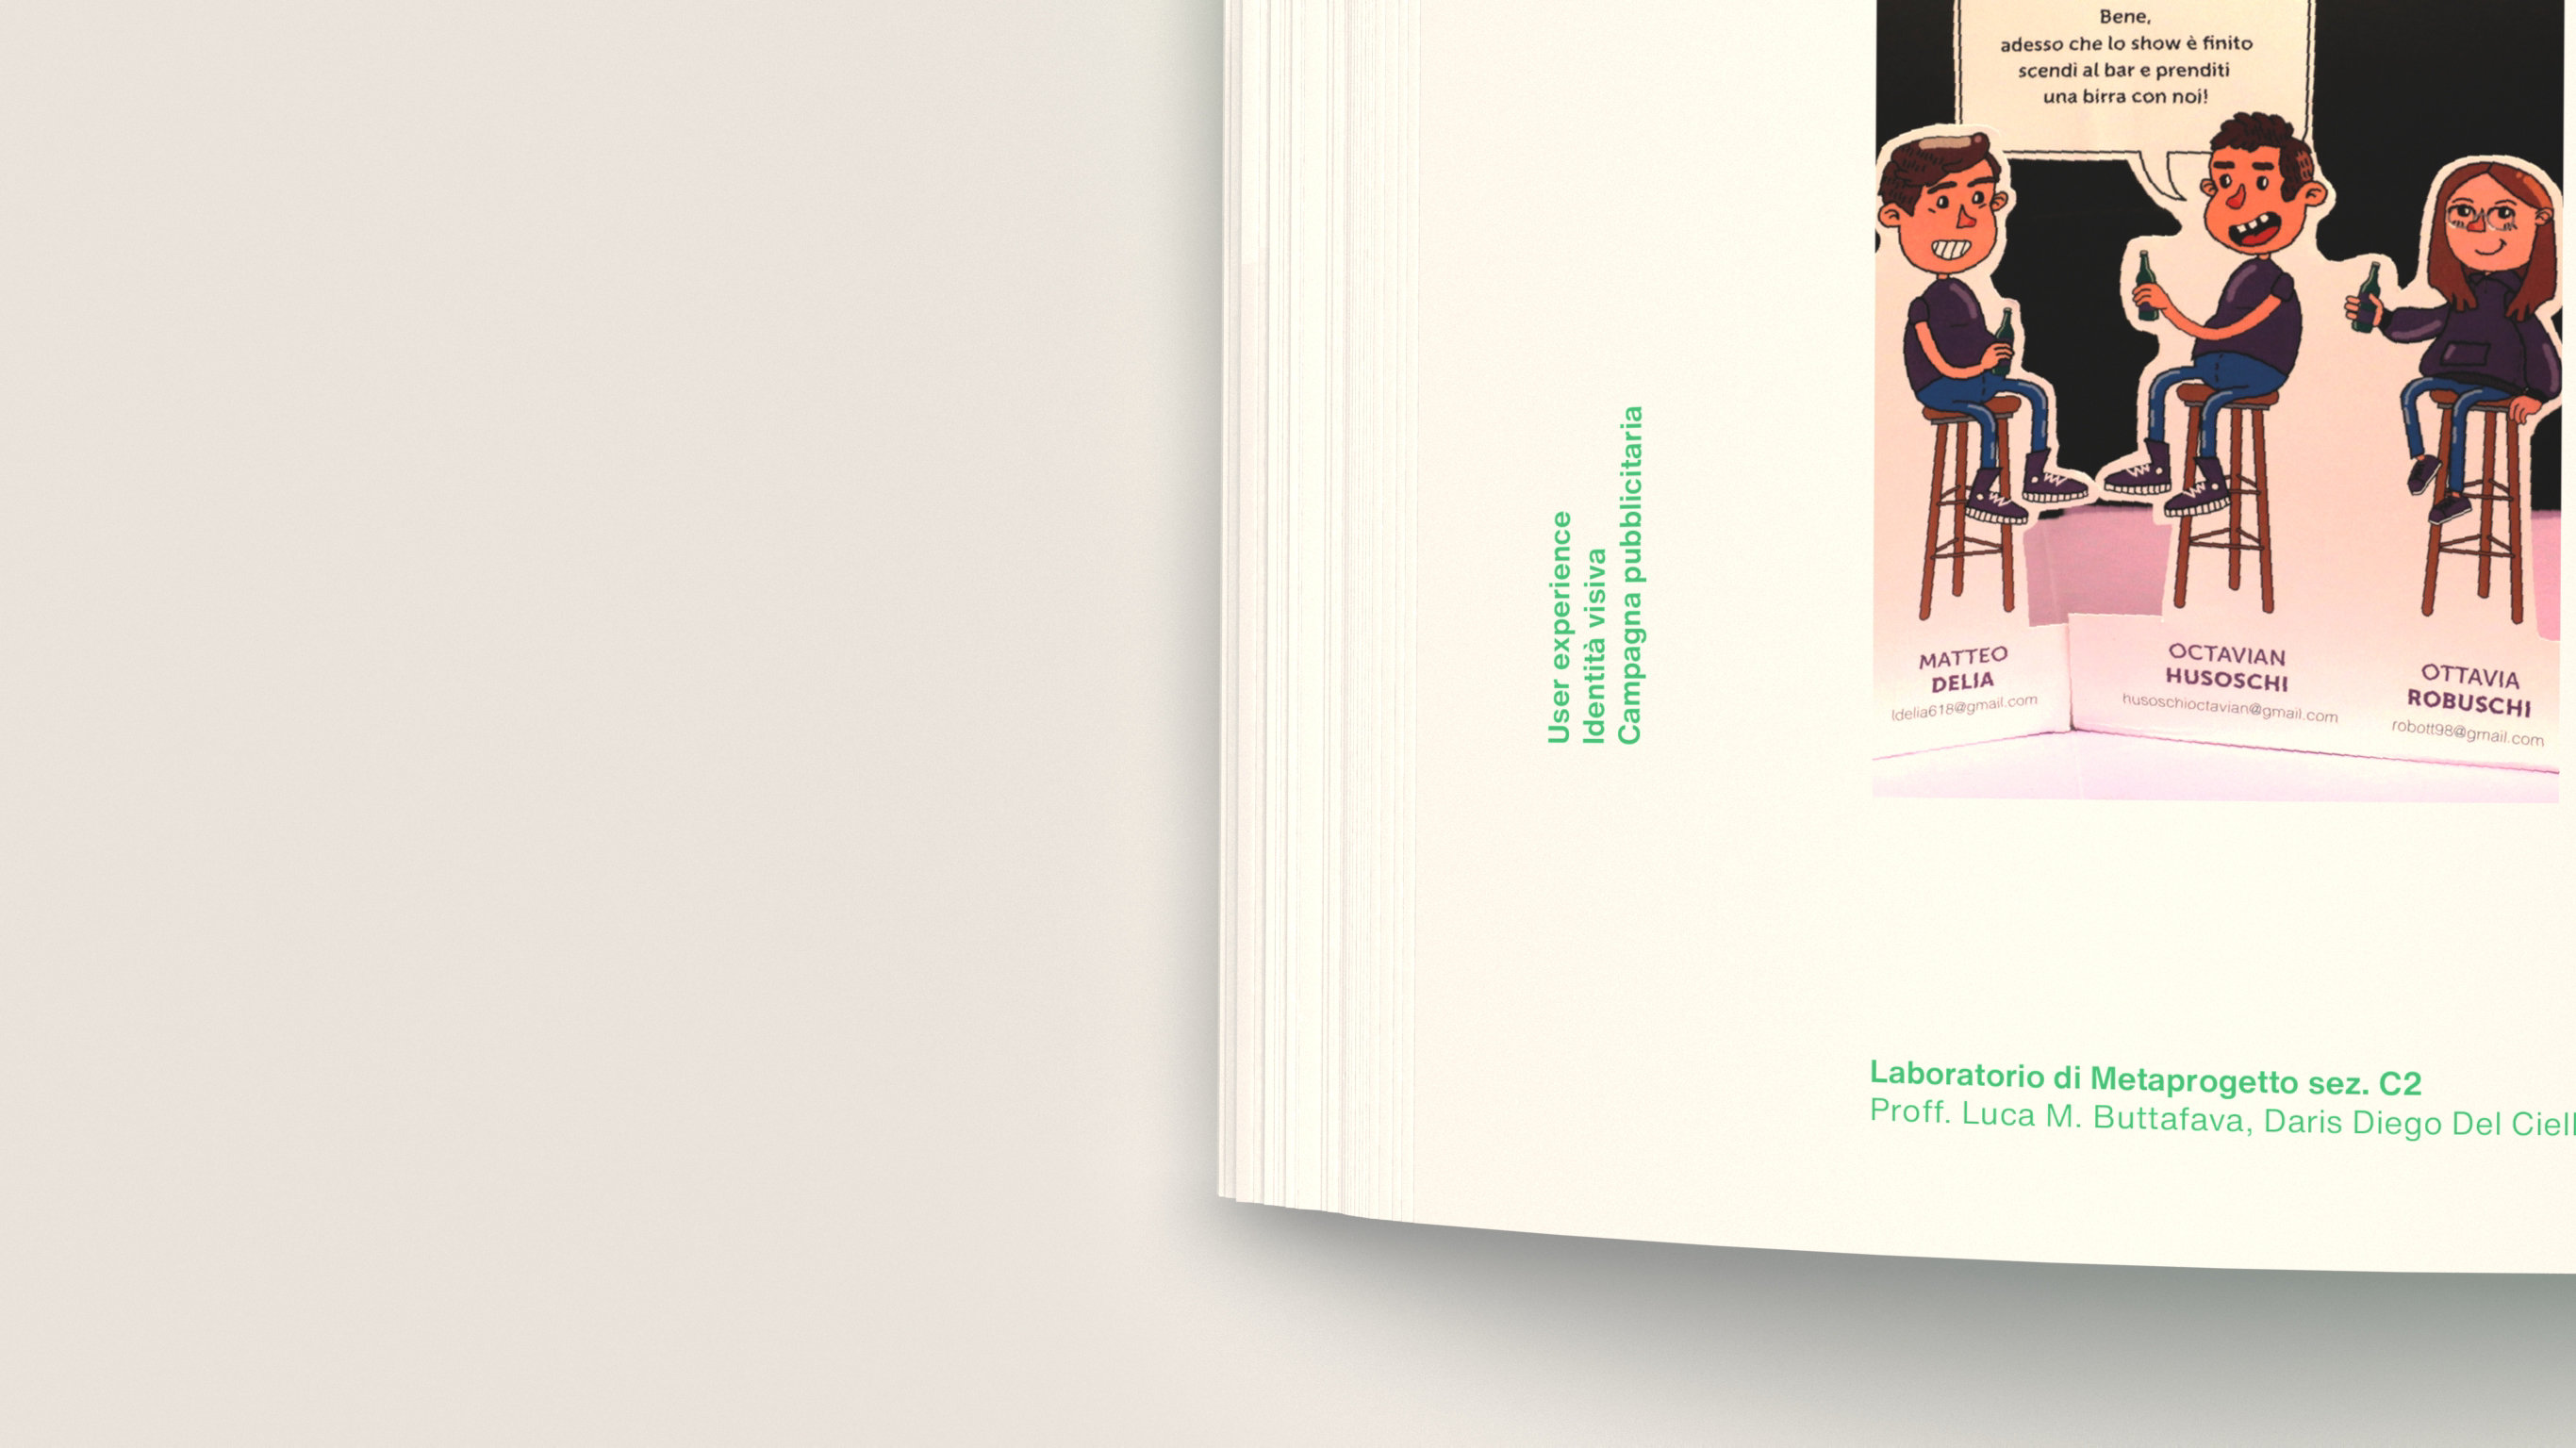 Bene,
adesso che lo show è finito
scendi al bar e prenditi
una birra con noi!
User experience
Identità visiva
Campagna pubblicitaria
MATTEO
DELIA
ldelia618@gmail.com
OCTAVIAN
HUSOSCHI
husoschioctavian@gmail.com
OTTAVIA
ROBUSCHI
robott98@gmail.com
Laboratorio di Metaprogetto sez. C2
Proff. Luca M. Buttafava, Daris Diego Del Ciell